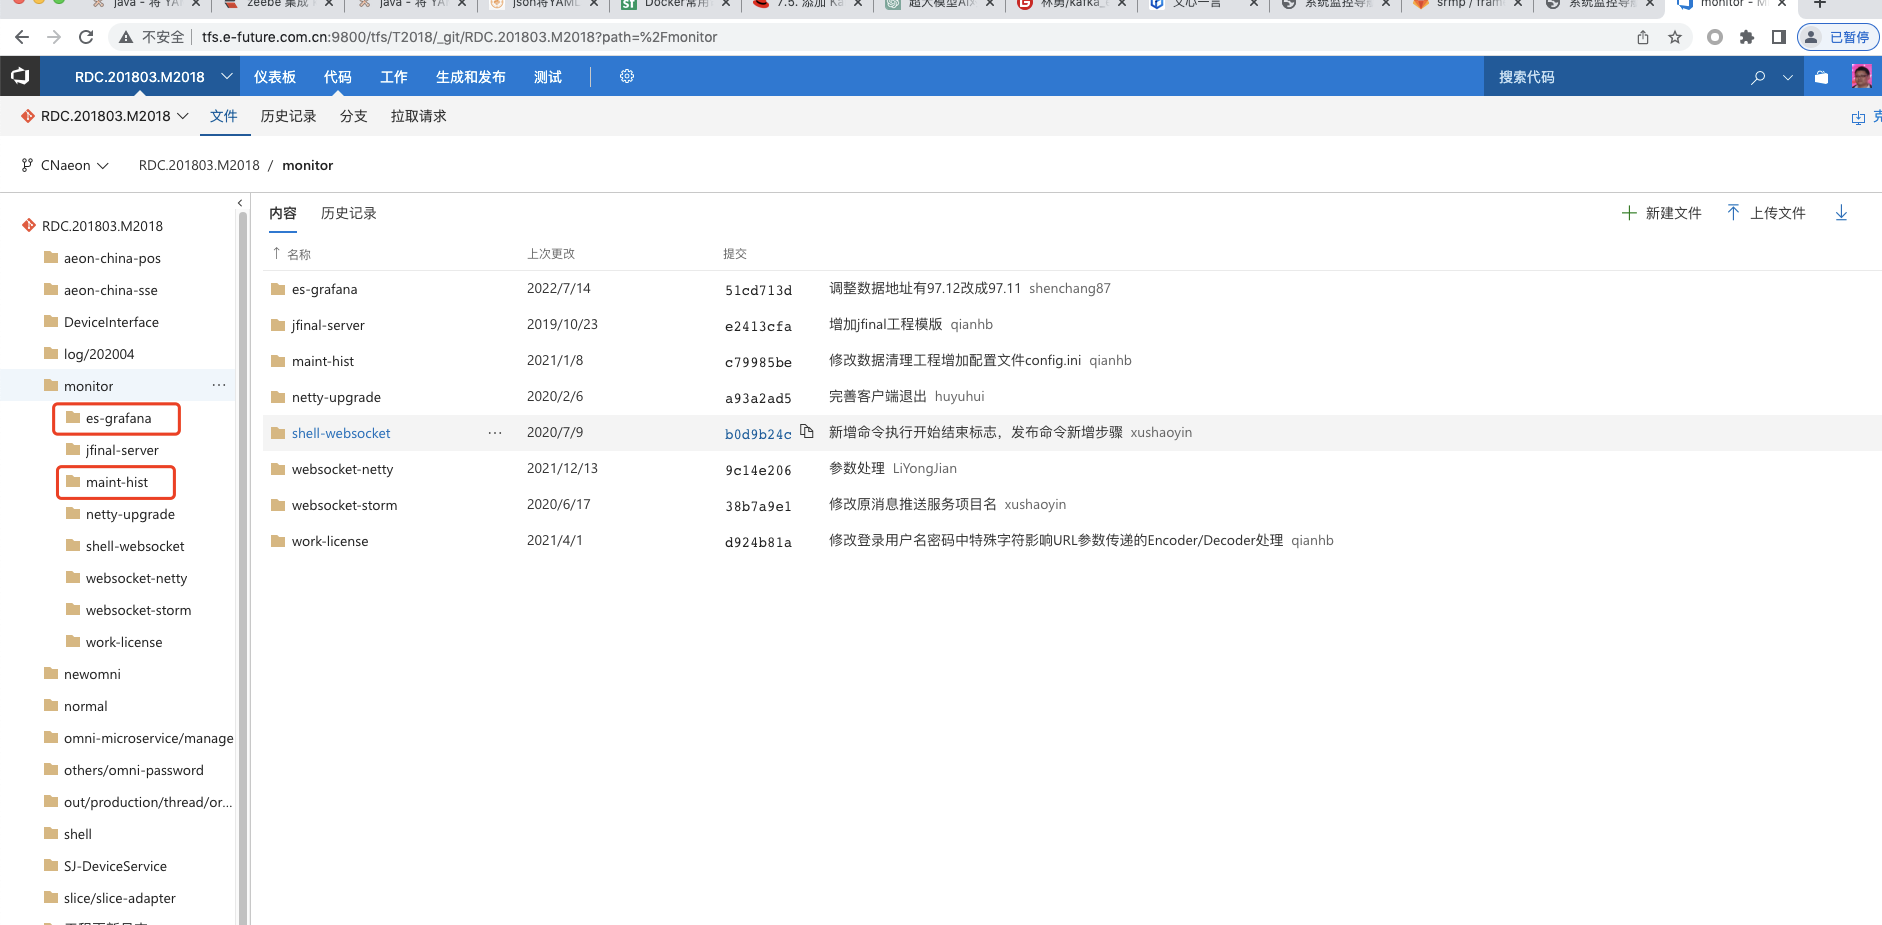 java - 将 YA
zeebe 集成
java - 将 YA
json将YAML
Docker常用
7.5. 添加 Ka
超大模型AIX
林勇/kafka_
文心一言
系统监控导
srmp / fram
系统监控导
monitor - M
不安全
tfs.e-future.com.cn:9800/tfs/T2018/_git/RDC.201803.M2018?path=%2Fmonitor
已暂停
RDC.201803.M2018
仪表板
代码
工作
生成和发布
测试
搜索代码
RDC.201803.M2018
文件
历史记录
分支
拉取请求
CNaeon
RDC.201803.M2018 / monitor
RDC.201803.M2018
aeon-china-pos
aeon-china-sse
DeviceInterface
log/202004
monitor ...
es-grafana
jfinal-server
maint-hist
netty-upgrade
shell-websocket
websocket-netty
websocket-storm
work-license
newomni
normal
omni-microservice/manage
others/omni-password
out/production/thread/or...
shell
SJ-DeviceService
slice/slice-adapter
内容
历史记录
新建文件
上传文件
名称 上次更改 提交
es-grafana 2022/7/14 51cd713d 调整数据地址有97.12改成97.11 shenchang87
jfinal-server 2019/10/23 e2413cfa 增加jfinal工程模版 qianhb
maint-hist 2021/1/8 c79985be 修改数据清理工程增加配置文件config.ini qianhb
netty-upgrade 2020/2/6 a93a2ad5 完善客户端退出 huyuhui
shell-websocket ... 2020/7/9 b0d9b24c 新增命令执行开始结束标志，发布命令新增步骤 xushaoyin
websocket-netty 2021/12/13 9c14e206 参数处理 LiYongJian
websocket-storm 2020/6/17 38b7a9e1 修改原消息推送服务项目名 xushaoyin
work-license 2021/4/1 d924b81a 修改登录用户名密码中特殊字符影响URL参数传递的Encoder/Decoder处理 qianhb